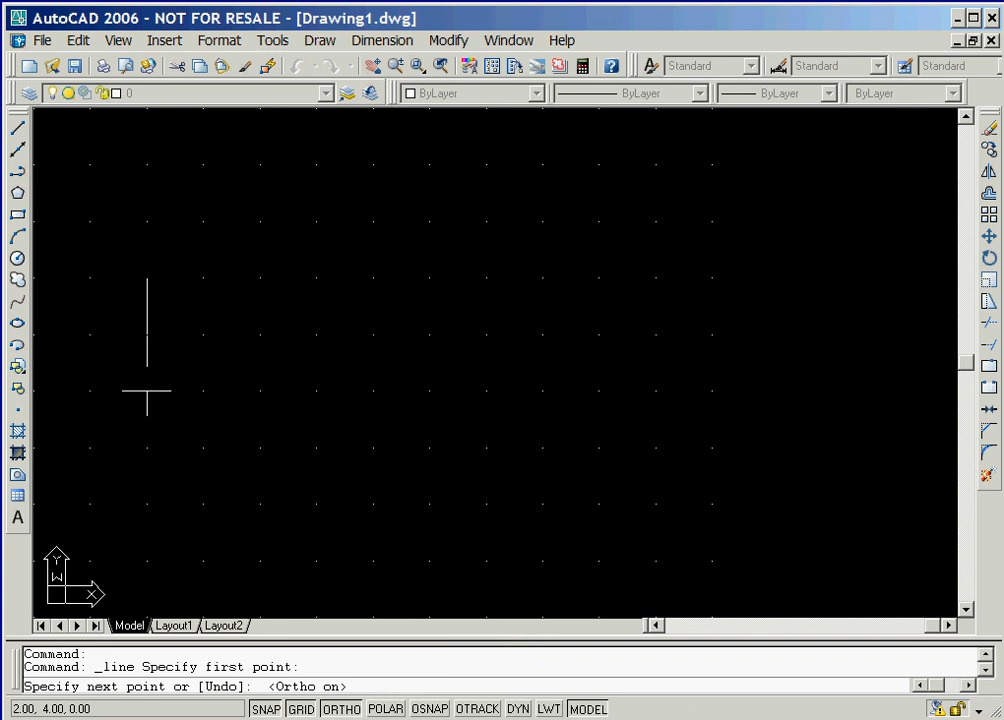 AutoCAD 2006 - NOT FOR RESALE - [Drawing1.dwg]
File Edit View Insert Format Tools Draw Dimension Modify Window Help
Standard Standard Standard
0 ByLayer ByLayer ByLayer ByLayer
A
Y
W
X
Model Layout1 Layout2
Command:
Command: _line Specify first point:
Specify next point or [Undo]: <Ortho on>
2.00, 4.00, 0.00 SNAP GRID ORTHO POLAR OSNAP OTRACK DYN LWT MODEL